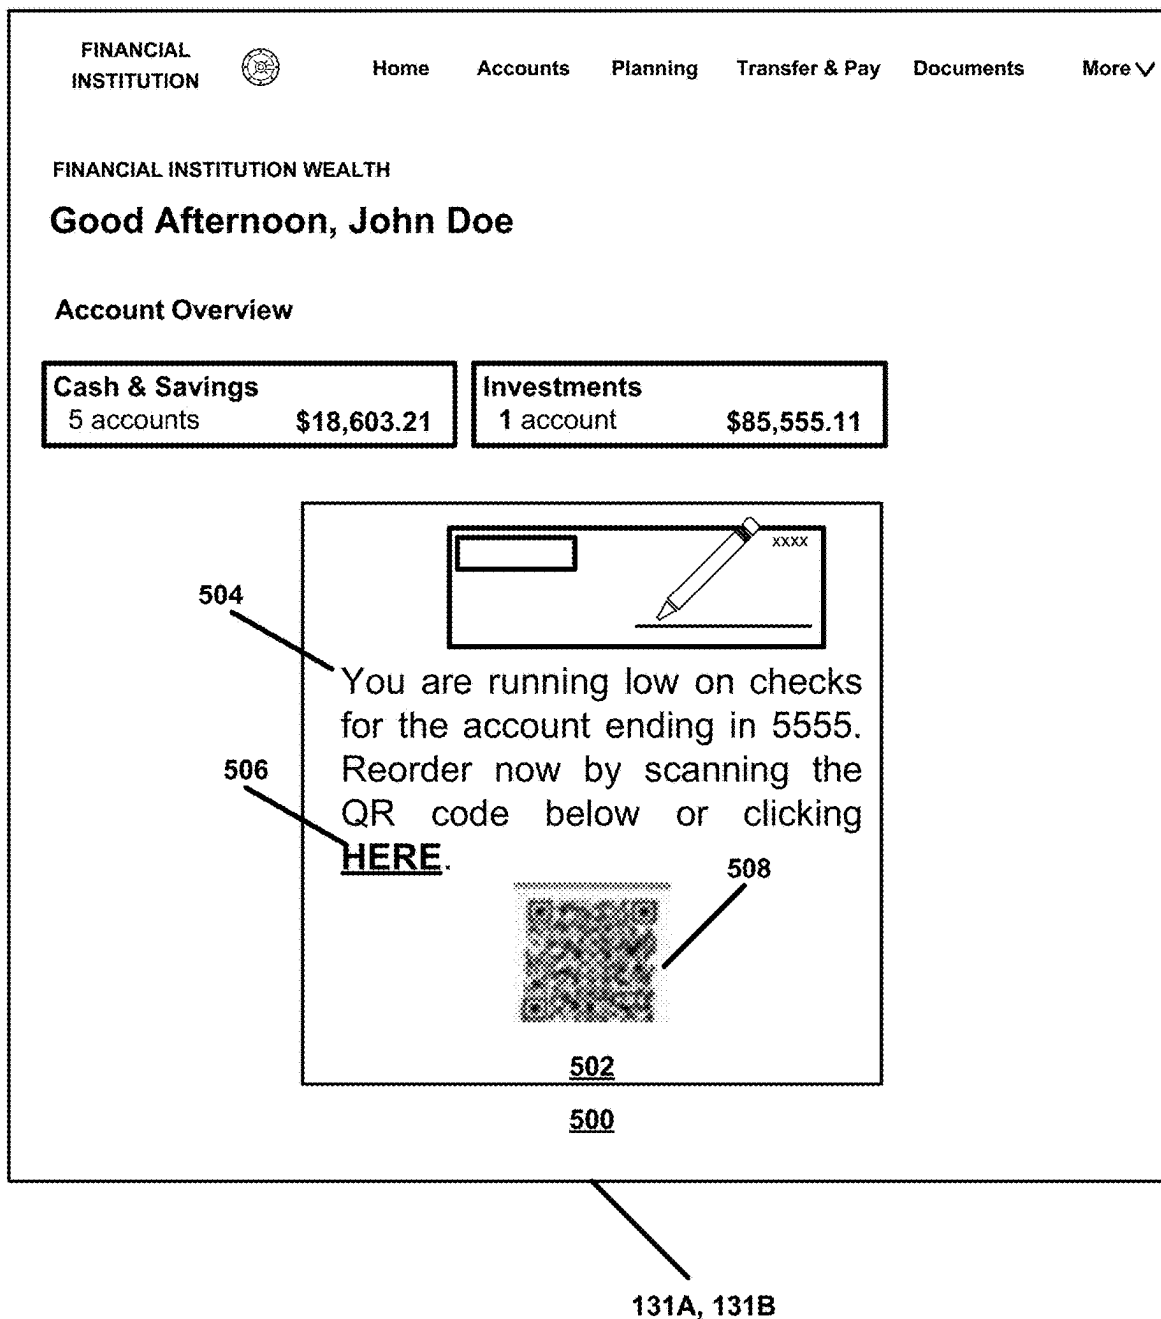 FINANCIAL
INSTITUTION
Home Accounts Planning Transfer & Pay Documents More
FINANCIAL INSTITUTION WEALTH
Good Afternoon, John Doe
Account Overview
Cash & Savings
5 accounts $18,603.21
Investments
1 account $85,555.11
xxxx
504
You are running low on checks
for the account ending in 5555.
Reorder now by scanning the
506
QR code below or clicking
HERE.
508
502
500
131A, 131B